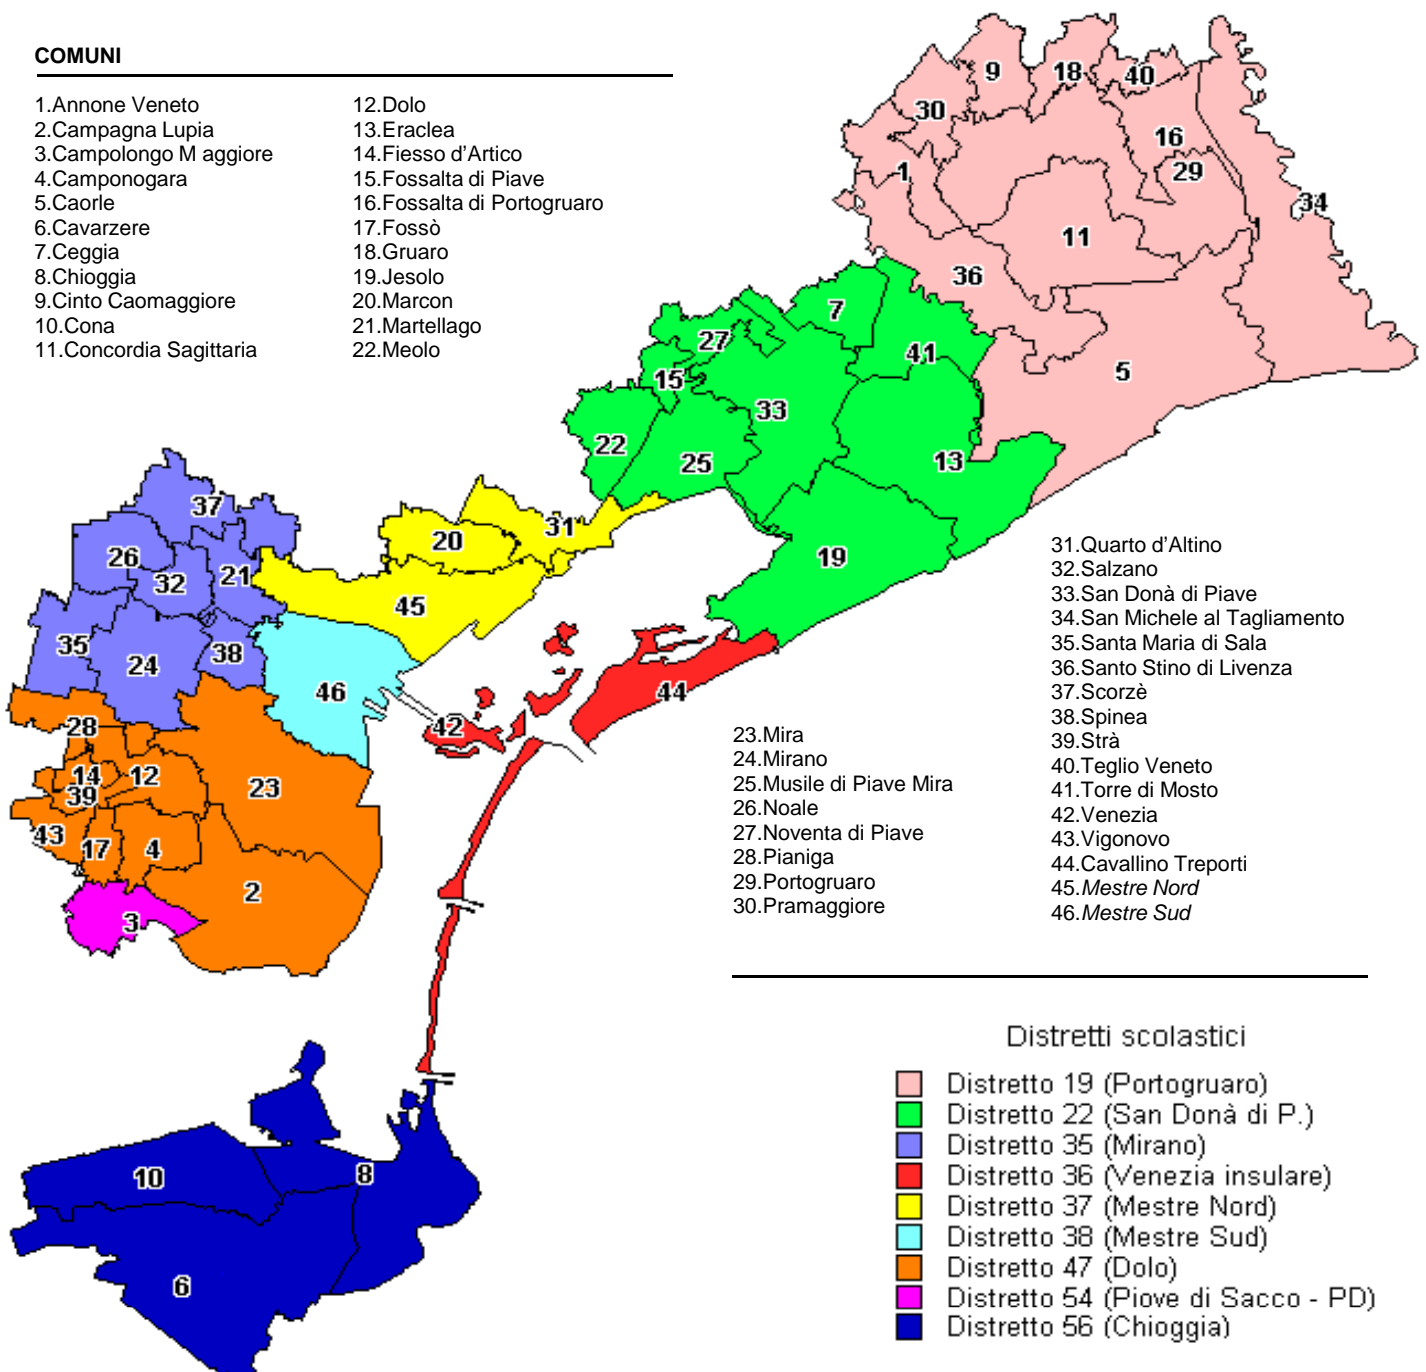 COMUNI
1.Annone Veneto
2.Campagna Lupia
3.Campolongo M aggiore
4.Camponogara
5.Caorle
6.Cavarzere
7.Ceggia
8.Chioggia
9.Cinto Caomaggiore
10.Cona
11.Concordia Sagittaria
12.Dolo
13.Eraclea
14.Fiesso d'Artico
15.Fossalta di Piave
16.Fossalta di Portogruaro
17.Fossò
18.Gruaro
19.Jesolo
20.Marcon
21.Martellago
22.Meolo
9
18
40
30
16
1
29
34
11
36
7
27
41
15
5
33
22
25
13
37
31
20
26
32
21
19
45
35
24
38
46
44
42
28
14
12
39
23
43
17
4
2
3
10
8
6
23.Mira
24.Mirano
25.Musile di Piave Mira
26.Noale
27.Noventa di Piave
28.Pianiga
29.Portogruaro
30.Pramaggiore
31.Quarto d'Altino
32.Salzano
33.San Donà di Piave
34.San Michele al Tagliamento
35.Santa Maria di Sala
36.Santo Stino di Livenza
37.Scorzè
38.Spinea
39.Strà
40.Teglio Veneto
41.Torre di Mosto
42.Venezia
43.Vigonovo
44.Cavallino Treporti
45.Mestre Nord
46.Mestre Sud
Distretti scolastici
Distretto 19 (Portogruaro)
Distretto 22 (San Donà di P.)
Distretto 35 (Mirano)
Distretto 36 (Venezia insulare)
Distretto 37 (Mestre Nord)
Distretto 38 (Mestre Sud)
Distretto 47 (Dolo)
Distretto 54 (Piove di Sacco - PD)
Distretto 56 (Chioggia)